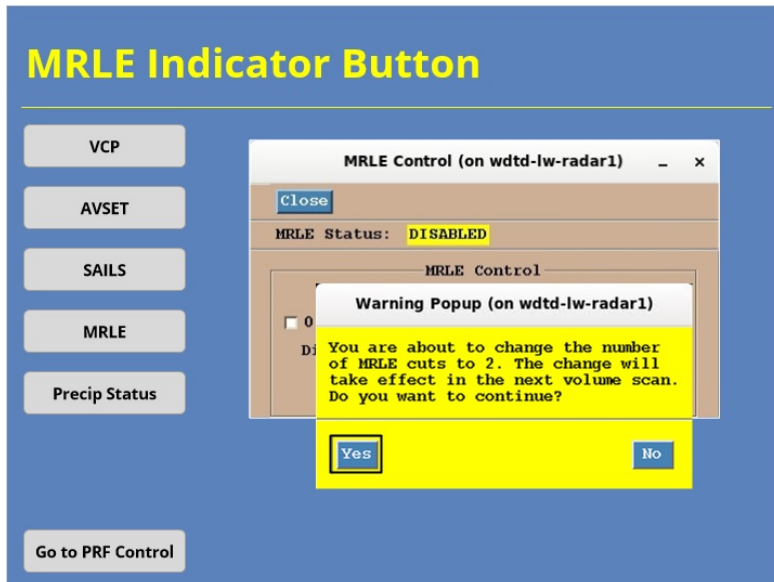 MRLE Indicator Button
VCP
AVSET
SAILS
MRLE
Precip Status
Go to PRF Control
MRLE Control (on wdtd-lw-radar1)
Close
MRLE Status: DISABLED
MRLE Control
0
Warning Popup (on wdtd-lw-radar1)
You are about to change the number
of MRLE cuts to 2. The change will
take effect in the next volume scan.
Do you want to continue?
Yes
No